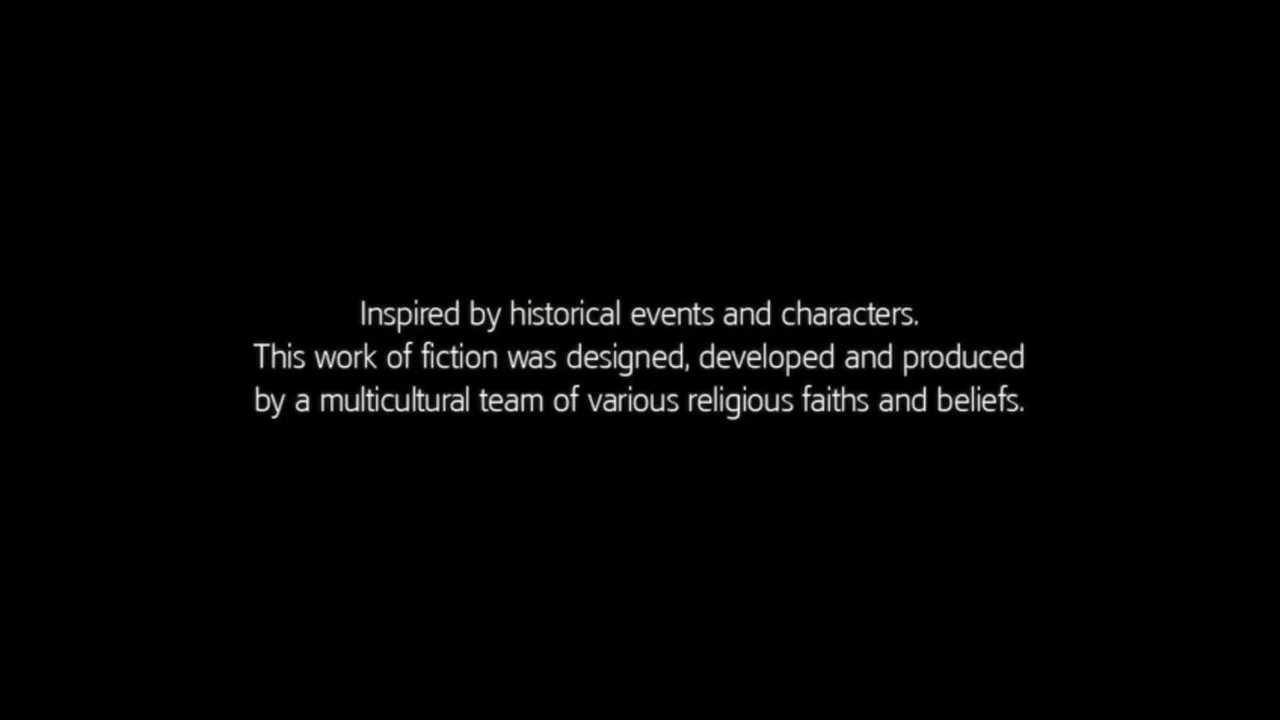 Inspired by historical events and characters.
This work of fiction was designed, developed and produced
by a multicultural team of various religious faiths and beliefs.